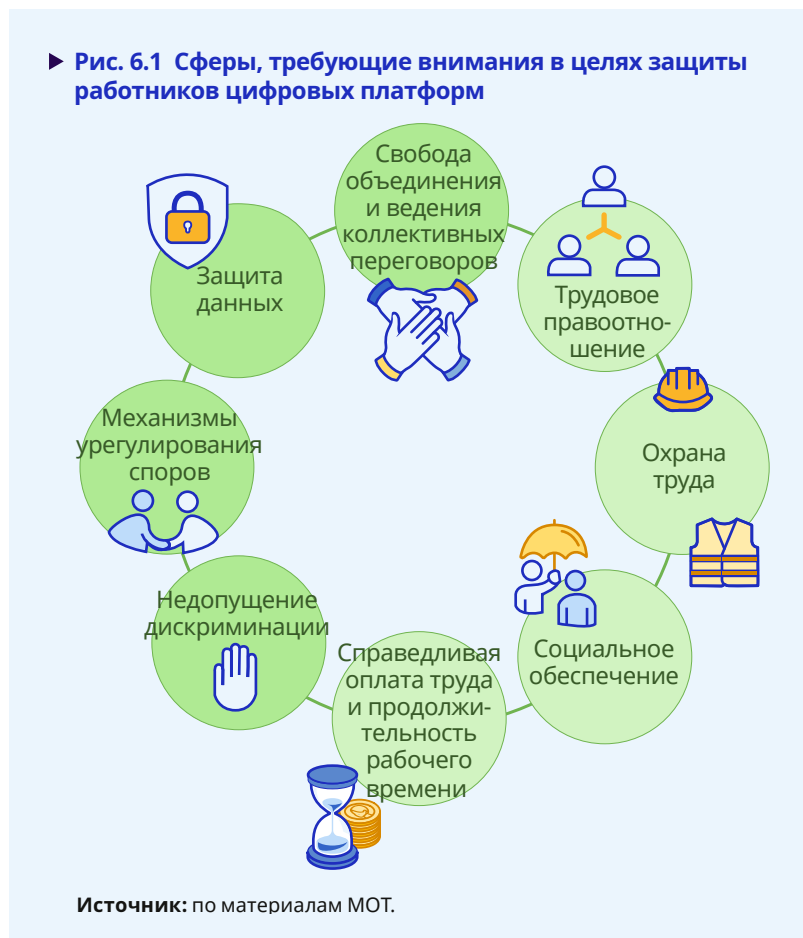 Рис. 6.1 Сферы, требующие внимания в целях защиты
работников цифровых платформ
Свобода
объединения
и ведения
коллективных
переговоров
Трудовое
правоотно-
шение
Охрана
труда
Социальное
обеспечение
Справедливая
оплата труда
и продолжи-
тельность
рабочего
времени
Недопущение
дискриминации
Механизмы
урегулирования
споров
Защита
данных
Источник: по материалам МОТ.